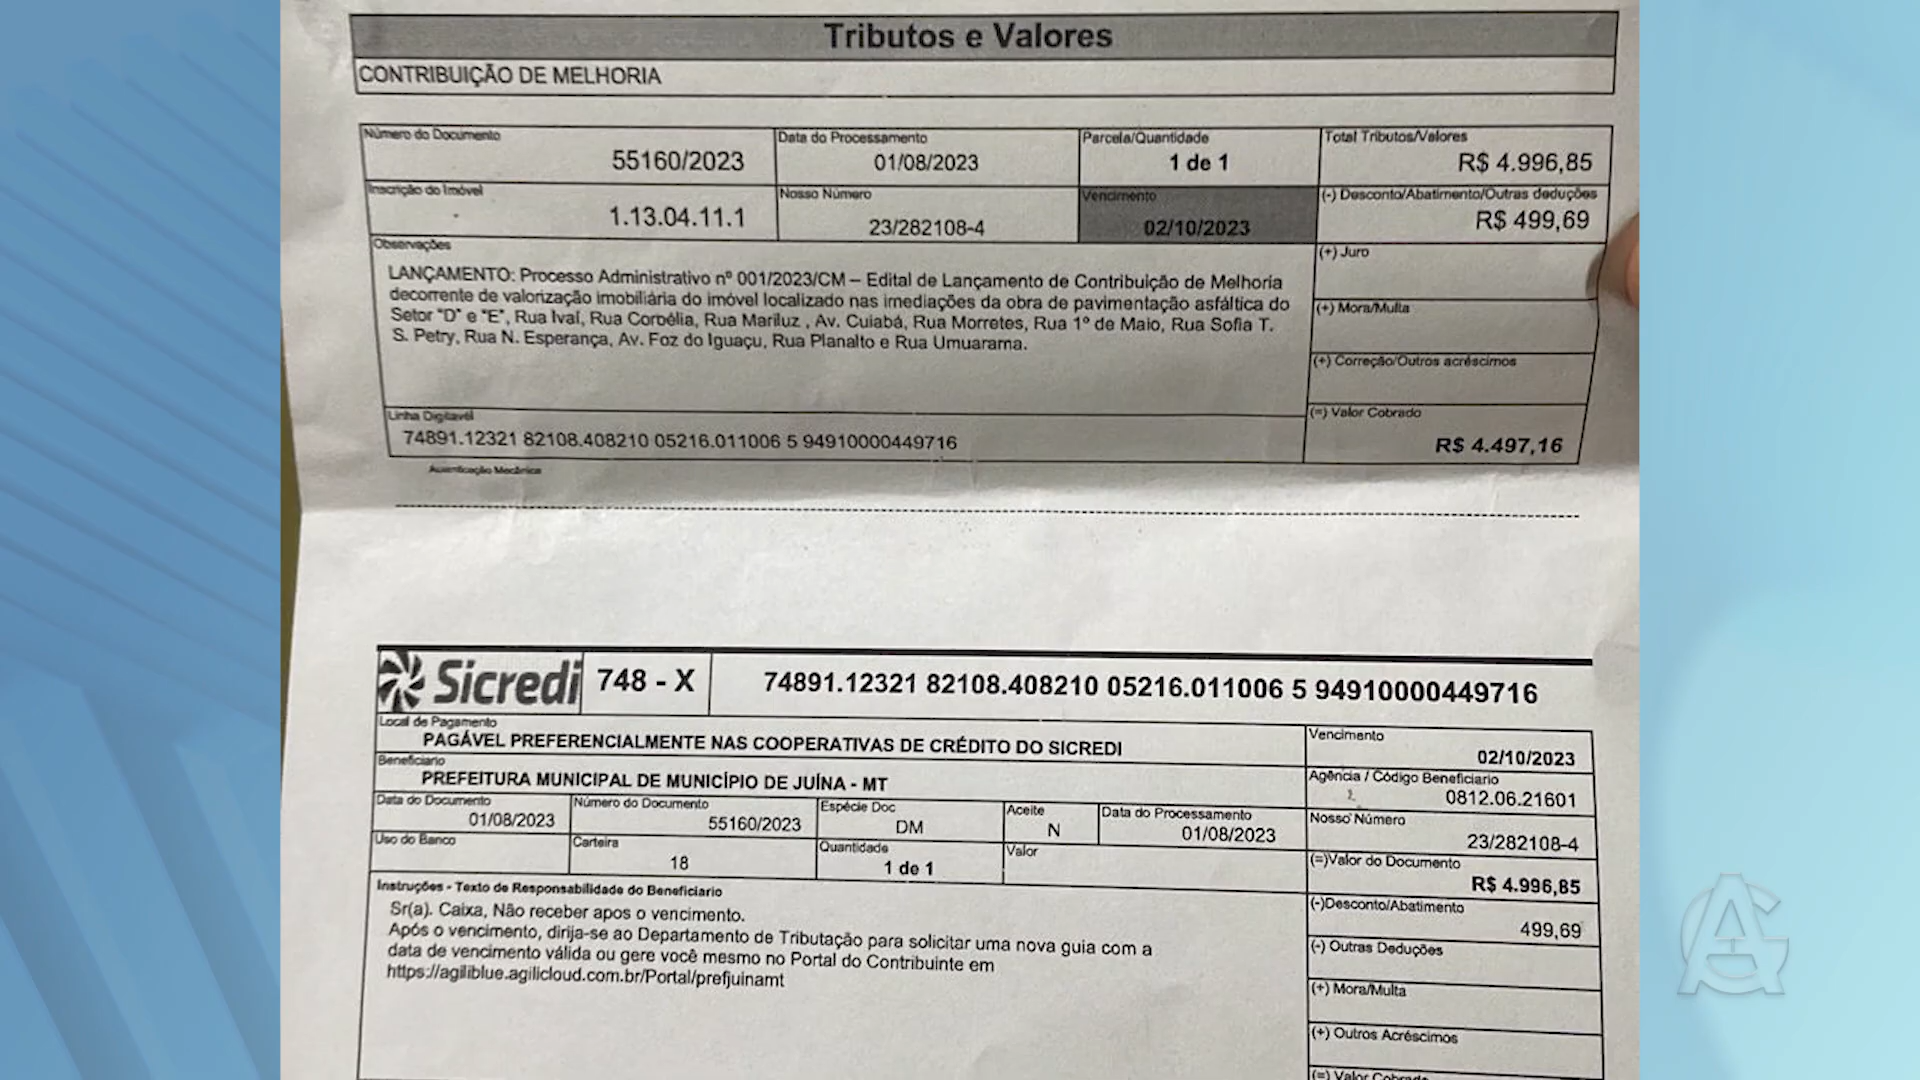 Tributos e Valores
CONTRIBUIÇÃO DE MELHORIA
Número do Documento
55160/2023
Data do Processamento
01/08/2023
Parcela/Quantidade
1 de 1
Total Tributos/Valores
R$ 4.996,85
Inscrição do Imóvel
1.13.04.11.1
Nosso Número
23/282108-4
Vencimento
02/10/2023
(-) Desconto/Abatimento/Outras deduções
R$ 499,69
Observações
LANÇAMENTO: Processo Administrativo nº 001/2023/CM – Edital de Lançamento de Contribuição de Melhoria
decorrente de valorização imobiliária do imóvel localizado nas imediações da obra de pavimentação asfáltica do
Setor "D" e "E", Rua Ivaí, Rua Corbélia, Rua Mariluz , Av. Cuiabá, Rua Morretes, Rua 1º de Maio, Rua Sofia T.
S. Petry, Rua N. Esperança, Av. Foz do Iguaçu, Rua Planalto e Rua Umuarama.
(+) Juro
(+) Mora/Multa
(+) Correção/Outros acréscimos
Linha Digitável
74891.12321 82108.408210 05216.011006 5 94910000449716
(=) Valor Cobrado
R$ 4.497,16
Autenticação Mecânica
Sicredi
748 - X
74891.12321 82108.408210 05216.011006 5 94910000449716
Local de Pagamento
PAGÁVEL PREFERENCIALMENTE NAS COOPERATIVAS DE CRÉDITO DO SICREDI
Vencimento
02/10/2023
Beneficiário
PREFEITURA MUNICIPAL DE MUNICÍPIO DE JUÍNA - MT
Agência / Código Beneficiario
0812.06.21601
Data do Documento
01/08/2023
Número do Documento
55160/2023
Espécie Doc
DM
Aceite
N
Data do Processamento
01/08/2023
Nosso Número
23/282108-4
Uso do Banco
Carteira
18
Quantidade
1 de 1
Valor
(=)Valor do Documento
R$ 4.996,85
Instruções - Texto de Responsabilidade do Beneficiario
Sr(a). Caixa, Não receber apos o vencimento.
Após o vencimento, dirija-se ao Departamento de Tributação para solicitar uma nova guia com a
data de vencimento válida ou gere você mesmo no Portal do Contribuinte em
https://agiliblue.agilicloud.com.br/Portal/prefjuinamt
(-)Desconto/Abatimento
499,69
(-) Outras Deduções
(+) Mora/Multa
(+) Outros Acréscimos
(=) Valor Cobrado